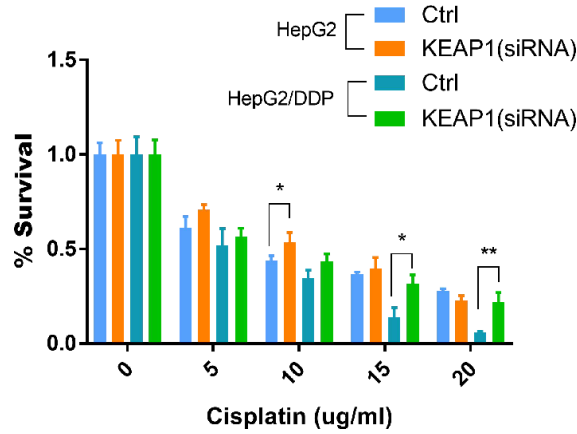 HepG2
Ctrl
KEAP1(siRNA)
HepG2/DDP
Ctrl
KEAP1(siRNA)
% Survival
1.5
1.0
0.5
0.0
*
*
**
0
5
10
15
20
Cisplatin (ug/ml)